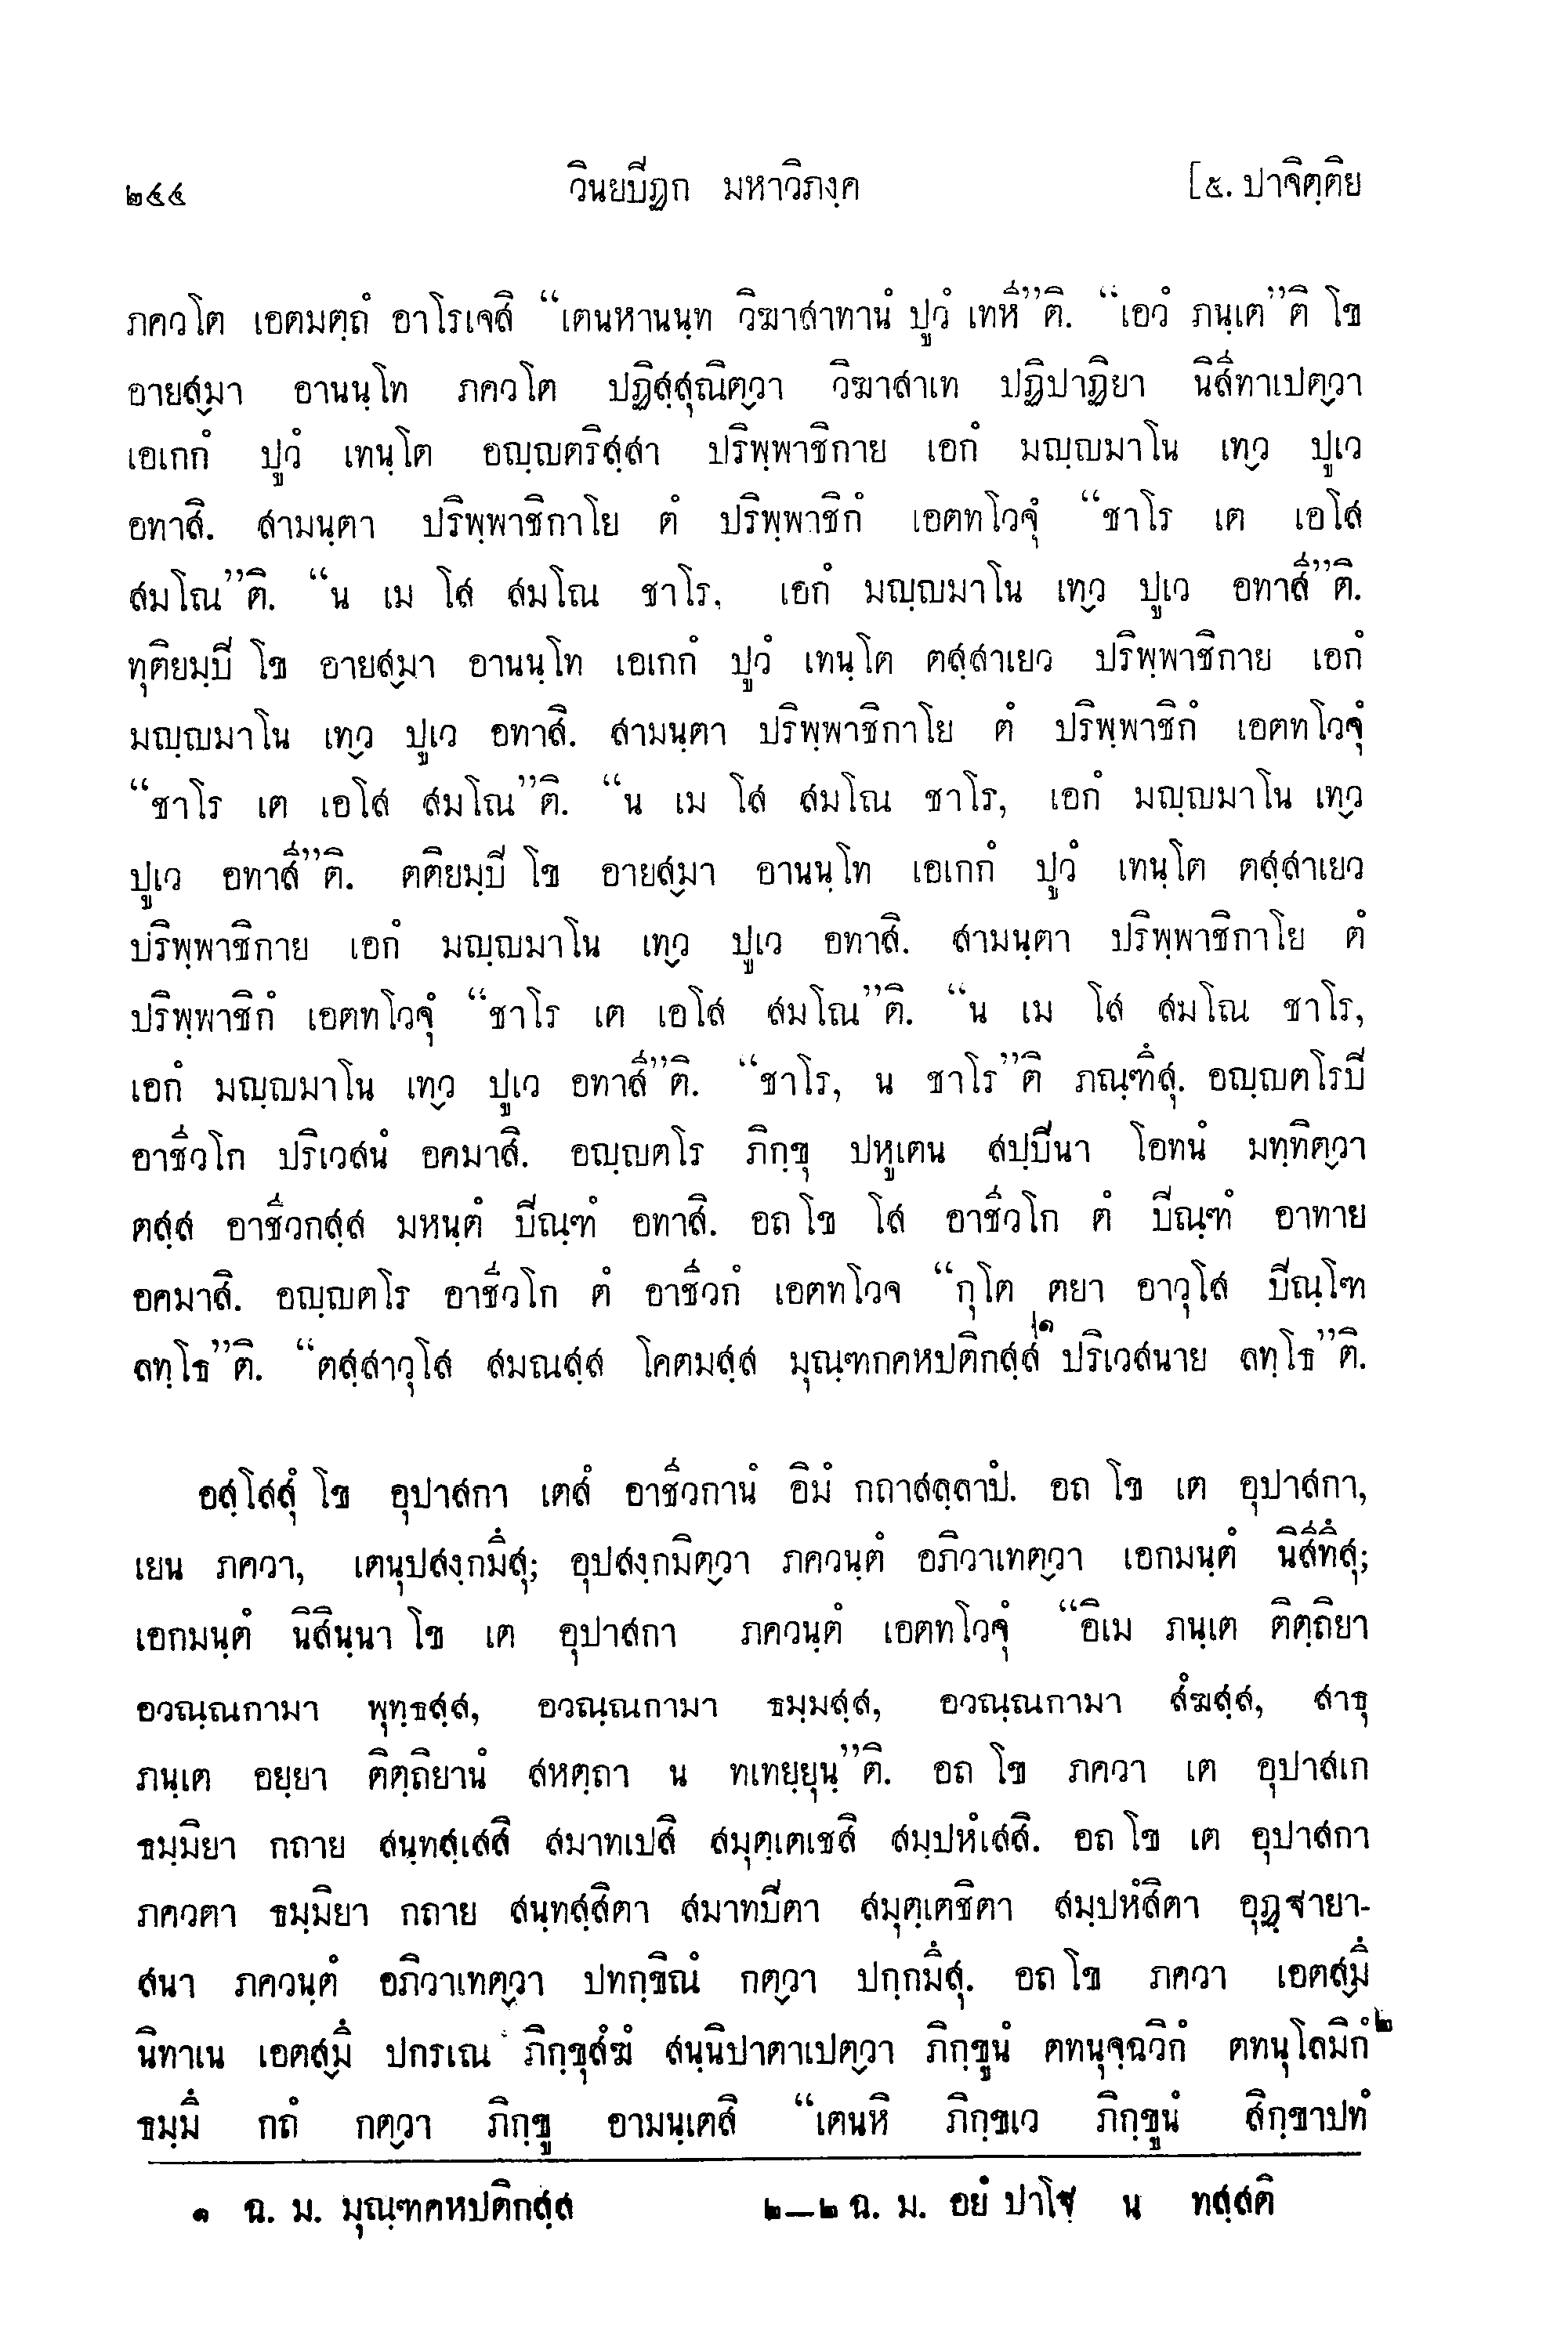 ๒๔๔ วินยปิฏก มหาวิภงฺค [๕. ปาจิตฺติย
ภควโต เอตมตฺถํ อาโรเจสิ “เตนหานนฺท วิฆาสาทานํ ปูวํ เทหี”ติ. “เอวํ ภนฺเต”ติ โข
อายสฺมา อานนฺโท ภควโต ปฏิสฺสุณิตฺวา วิฆาสาเท ปฏิปาฏิยา นิสีทาเปตฺวา
เอเกกํ ปูวํ เทนฺโต อญฺญตริสฺสา ปริพฺพาชิกาย เอกํ มญฺญมาโน เทฺว ปูเว
อทาสิ. สามนฺตา ปริพฺพาชิกาโย ตํ ปริพฺพาชิกํ เอตทโวจุํ “ชาโร เต เอโส
สมโณ”ติ. “น เม โส สมโณ ชาโร, เอกํ มญฺญมาโน เทฺว ปูเว อทาสี”ติ.
ทุติยมฺปิ โข อายสฺมา อานนฺโท เอเกกํ ปูวํ เทนฺโต ตสฺสาเยว ปริพฺพาชิกาย เอกํ
มญฺญมาโน เทฺว ปูเว อทาสิ. สามนฺตา ปริพฺพาชิกาโย ตํ ปริพฺพาชิกํ เอตทโวจุํ
“ชาโร เต เอโส สมโณ”ติ. “น เม โส สมโณ ชาโร, เอกํ มญฺญมาโน เทฺว
ปูเว อทาสี”ติ. ตติยมฺปิ โข อายสฺมา อานนฺโท เอเกกํ ปูวํ เทนฺโต ตสฺสาเยว
ปริพฺพาชิกาย เอกํ มญฺญมาโน เทฺว ปูเว อทาสิ. สามนฺตา ปริพฺพาชิกาโย ตํ
ปริพฺพาชิกํ เอตทโวจุํ “ชาโร เต เอโส สมโณ”ติ. “น เม โส สมโณ ชาโร,
เอกํ มญฺญมาโน เทฺว ปูเว อทาสี”ติ. “ชาโร, น ชาโร”ติ ภณฺฑึสุ. อญฺญตโรปิ
อาชีวโก ปริเวสนํ อคมาสิ. อญฺญตโร ภิกฺขุ ปหูเตน สปฺปินา โอทนํ มทฺทิตฺวา
ตสฺส อาชีวกสฺส มหนฺตํ ปิณฺฑํ อทาสิ. อถ โข โส อาชีวโก ตํ ปิณฺฑํ อาทาย
อคมาสิ. อญฺญตโร อาชีวโก ตํ อาชีวกํ เอตทโวจ “กุโต ตยา อาวุโส ปิณฺโฑ
ลทฺโธ”ติ. “ตสฺสาวุโส สมณสฺส โคตมสฺส มุณฺฑกคหปติกสฺส๑ ปริเวสนาย ลทฺโธ”ติ.
อสฺโสสุํ โข อุปาสกา เตสํ อาชีวกานํ อิมํ กถาสลฺลาปํ. อถ โข เต อุปาสกา,
เยน ภควา, เตนุปสงฺกมึสุ; อุปสงฺกมิตฺวา ภควนฺตํ อภิวาเทตฺวา เอกมนฺตํ นิสีทึสุ;
เอกมนฺตํ นิสินฺนา โข เต อุปาสกา ภควนฺตํ เอตทโวจุํ “อิเม ภนฺเต ติตฺถิยา
อวณฺณกามา พุทฺธสฺส, อวณฺณกามา ธมฺมสฺส, อวณฺณกามา สํฆสฺส, สาธุ
ภนฺเต อยฺยา ติตฺถิยานํ สหตฺถา น ทเทยฺยุนฺ”ติ. อถ โข ภควา เต อุปาสเก
ธมฺมิยา กถาย สนฺทสฺเสสิ สมาทเปสิ สมุตฺเตเชสิ สมฺปหํเสสิ. อถ โข เต อุปาสกา
ภควตา ธมฺมิยา กถาย สนฺทสฺสิตา สมาทปิตา สมุตฺเตชิตา สมฺปหํสิตา อุฏฺฐายา-
สนา ภควนฺตํ อภิวาเทตฺวา ปทกฺขิณํ กตฺวา ปกฺกมึสุ. อถ โข ภควา เอตสฺมึ
นิทาเน เอตสฺมึ ปกรเณ ภิกฺขุสํฆํ สนฺนิปาตาเปตฺวา ภิกฺขูนํ ตทนุจฺฉวิกํ ตทนุโลมิกํ๒
ธมฺมึ กถํ กตฺวา ภิกฺขู อามนฺเตสิ “เตนหิ ภิกฺขเว ภิกฺขูนํ สิกฺขาปทํ
๑ ฉ. ม. มุณฺฑคหปติกสฺส ๒—๒ ฉ. ม. อยํ ปาโฐ น ทสฺสติ